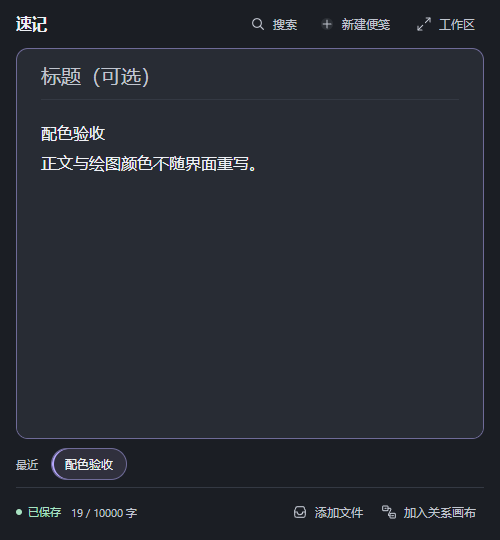 速记 搜索 新建便笺 工作区
标题（可选）
配色验收
正文与绘图颜色不随界面重写。
最近 配色验收
已保存 19 / 10000 字 添加文件 加入关系画布